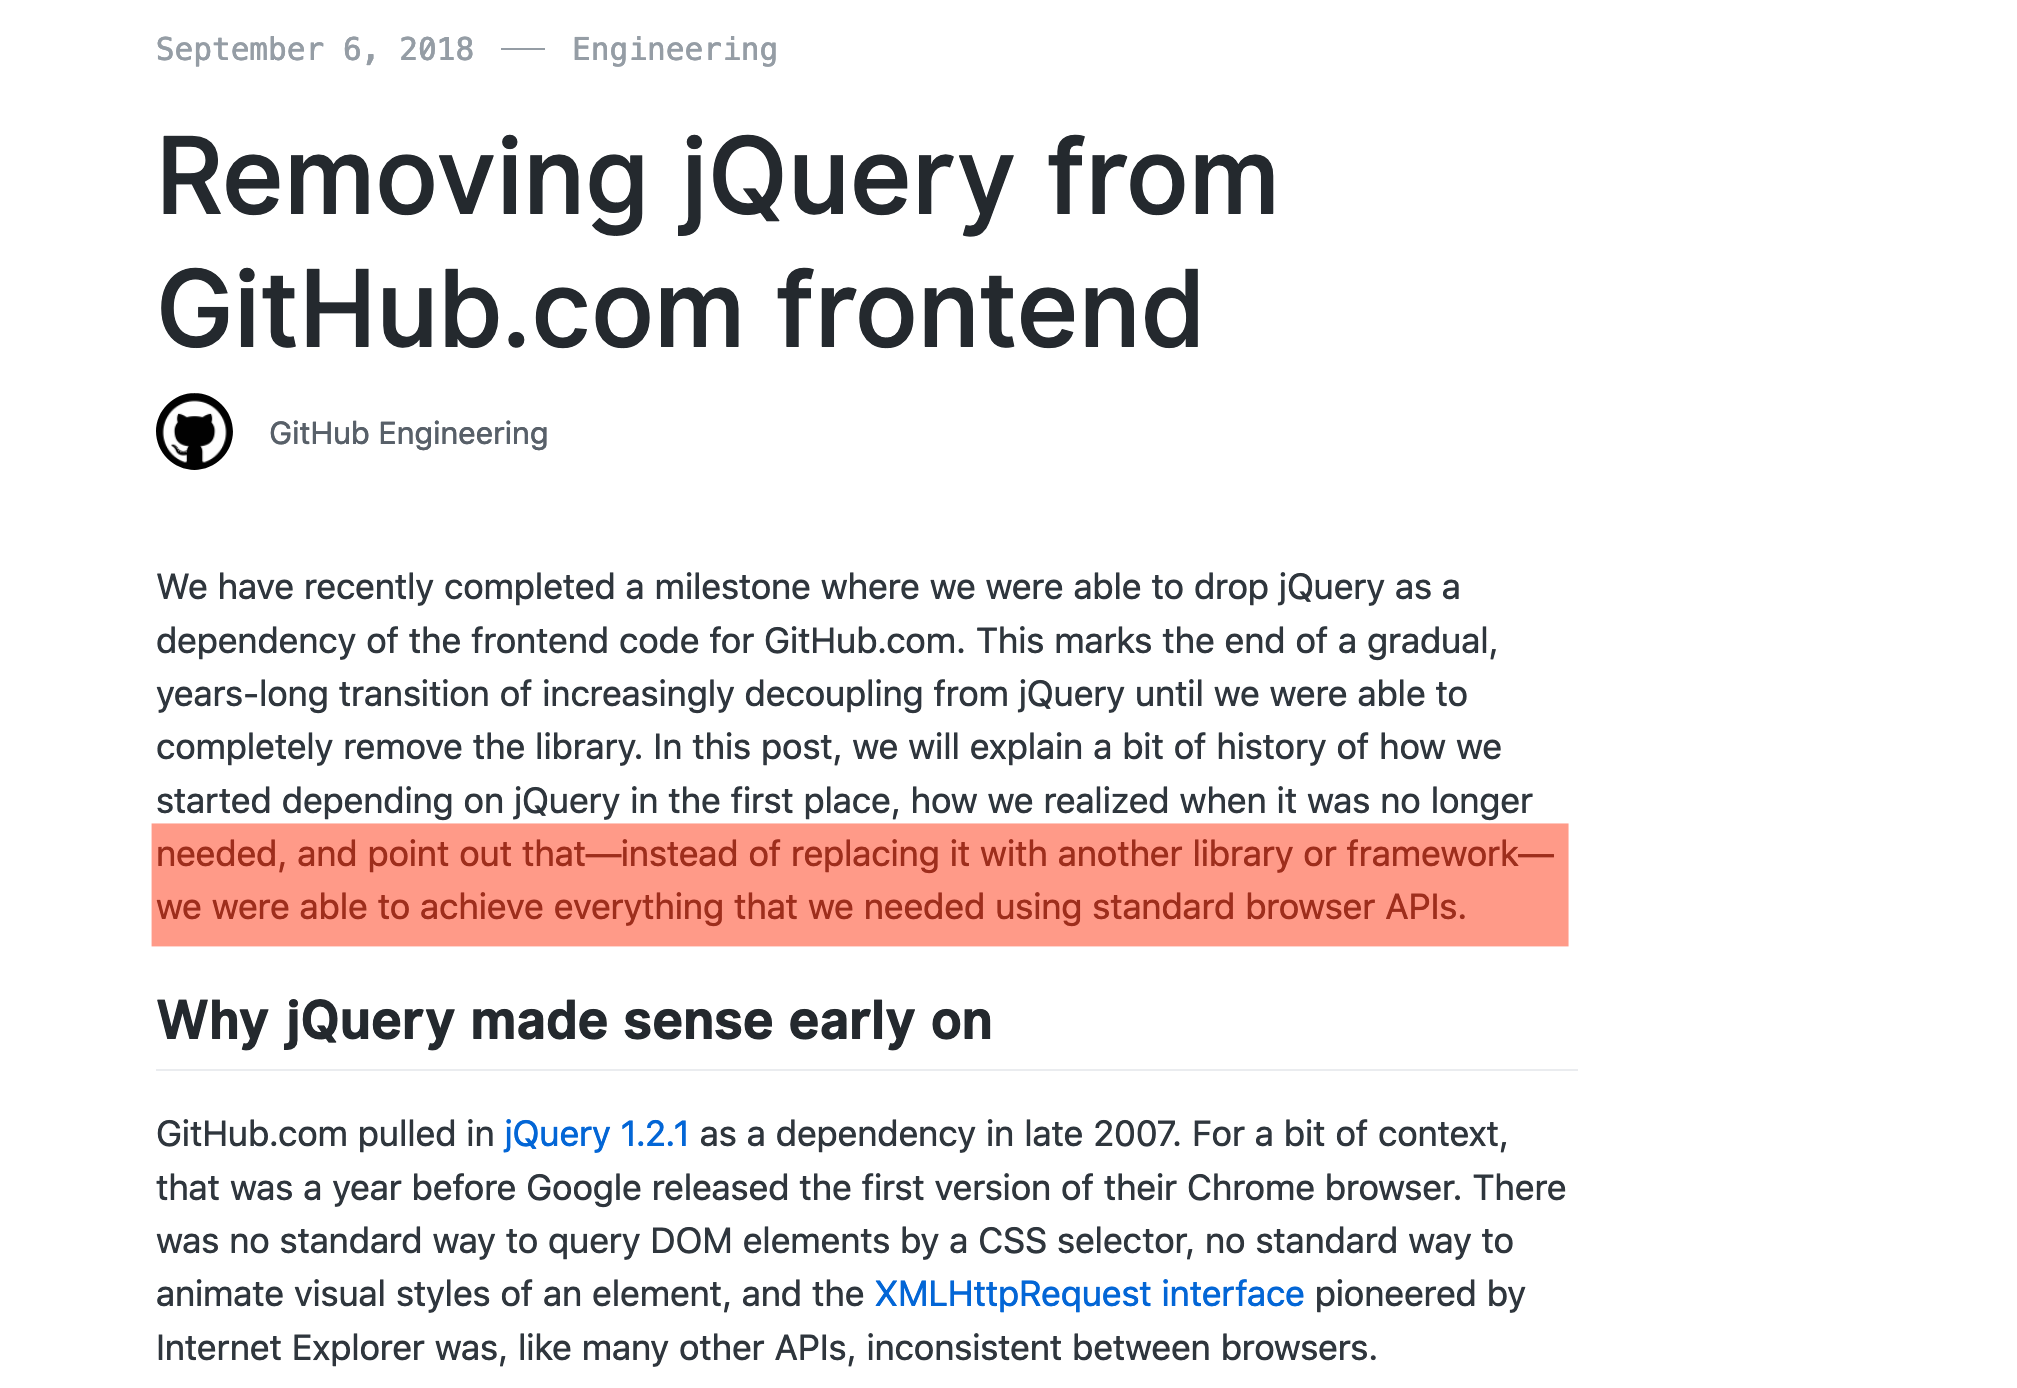 September 6, 2018 — Engineering
Removing jQuery from
GitHub.com frontend
GitHub Engineering
We have recently completed a milestone where we were able to drop jQuery as a
dependency of the frontend code for GitHub.com. This marks the end of a gradual,
years-long transition of increasingly decoupling from jQuery until we were able to
completely remove the library. In this post, we will explain a bit of history of how we
started depending on jQuery in the first place, how we realized when it was no longer
needed, and point out that—instead of replacing it with another library or framework—
we were able to achieve everything that we needed using standard browser APIs.
Why jQuery made sense early on
GitHub.com pulled in jQuery 1.2.1 as a dependency in late 2007. For a bit of context,
that was a year before Google released the first version of their Chrome browser. There
was no standard way to query DOM elements by a CSS selector, no standard way to
animate visual styles of an element, and the XMLHttpRequest interface pioneered by
Internet Explorer was, like many other APIs, inconsistent between browsers.